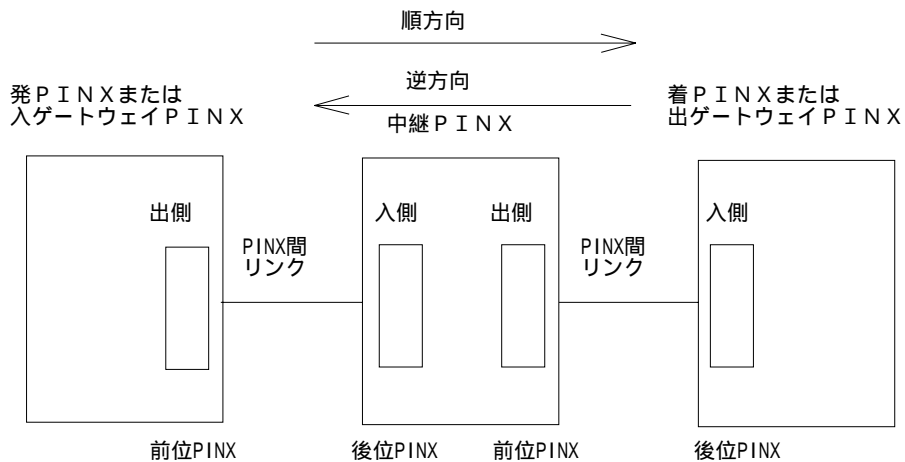 順方向
逆方向
発ＰＩＮＸまたは
入ゲートウェイＰＩＮＸ
中継ＰＩＮＸ
着ＰＩＮＸまたは
出ゲートウェイＰＩＮＸ
出側
入側
出側
入側
PINX間
リンク
PINX間
リンク
前位PINX
後位PINX
前位PINX
後位PINX